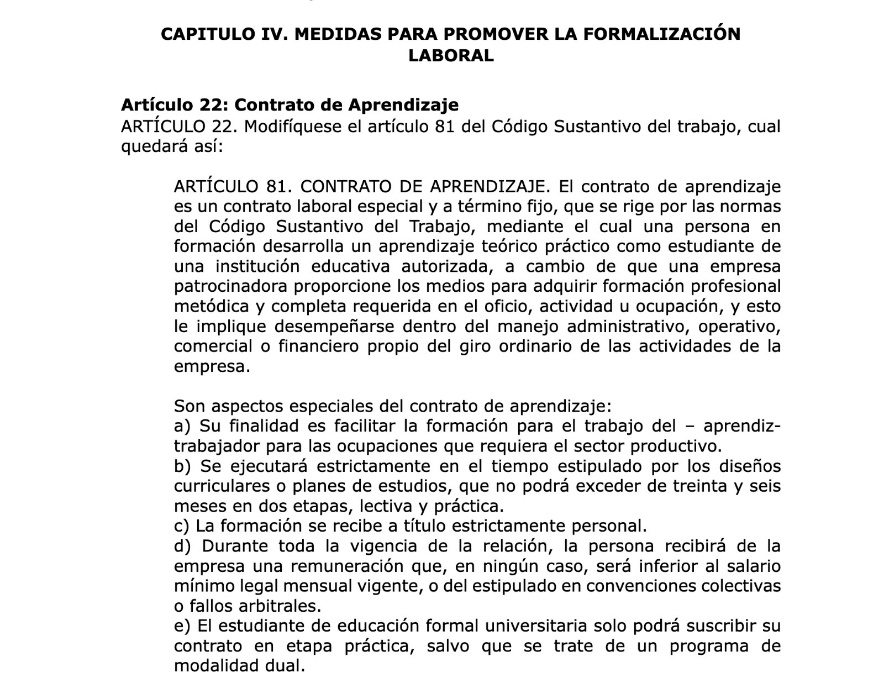 CAPITULO IV. MEDIDAS PARA PROMOVER LA FORMALIZACIÓN
LABORAL
Artículo 22: Contrato de Aprendizaje
ARTÍCULO 22. Modifíquese el artículo 81 del Código Sustantivo del trabajo, cual
quedará así:
ARTÍCULO 81. CONTRATO DE APRENDIZAJE. El contrato de aprendizaje
es un contrato laboral especial y a término fijo, que se rige por las normas
del Código Sustantivo del Trabajo, mediante el cual una persona en
formación desarrolla un aprendizaje teórico práctico como estudiante de
una institución educativa autorizada, a cambio de que una empresa
patrocinadora proporcione los medios para adquirir formación profesional
metódica y completa requerida en el oficio, actividad u ocupación, y esto
le implique desempeñarse dentro del manejo administrativo, operativo,
comercial o financiero propio del giro ordinario de las actividades de la
empresa.
Son aspectos especiales del contrato de aprendizaje:
a) Su finalidad es facilitar la formación para el trabajo del – aprendiz-
trabajador para las ocupaciones que requiera el sector productivo.
b) Se ejecutará estrictamente en el tiempo estipulado por los diseños
curriculares o planes de estudios, que no podrá exceder de treinta y seis
meses en dos etapas, lectiva y práctica.
c) La formación se recibe a título estrictamente personal.
d) Durante toda la vigencia de la relación, la persona recibirá de la
empresa una remuneración que, en ningún caso, será inferior al salario
mínimo legal mensual vigente, o del estipulado en convenciones colectivas
o fallos arbitrales.
e) El estudiante de educación formal universitaria solo podrá suscribir su
contrato en etapa práctica, salvo que se trate de un programa de
modalidad dual.